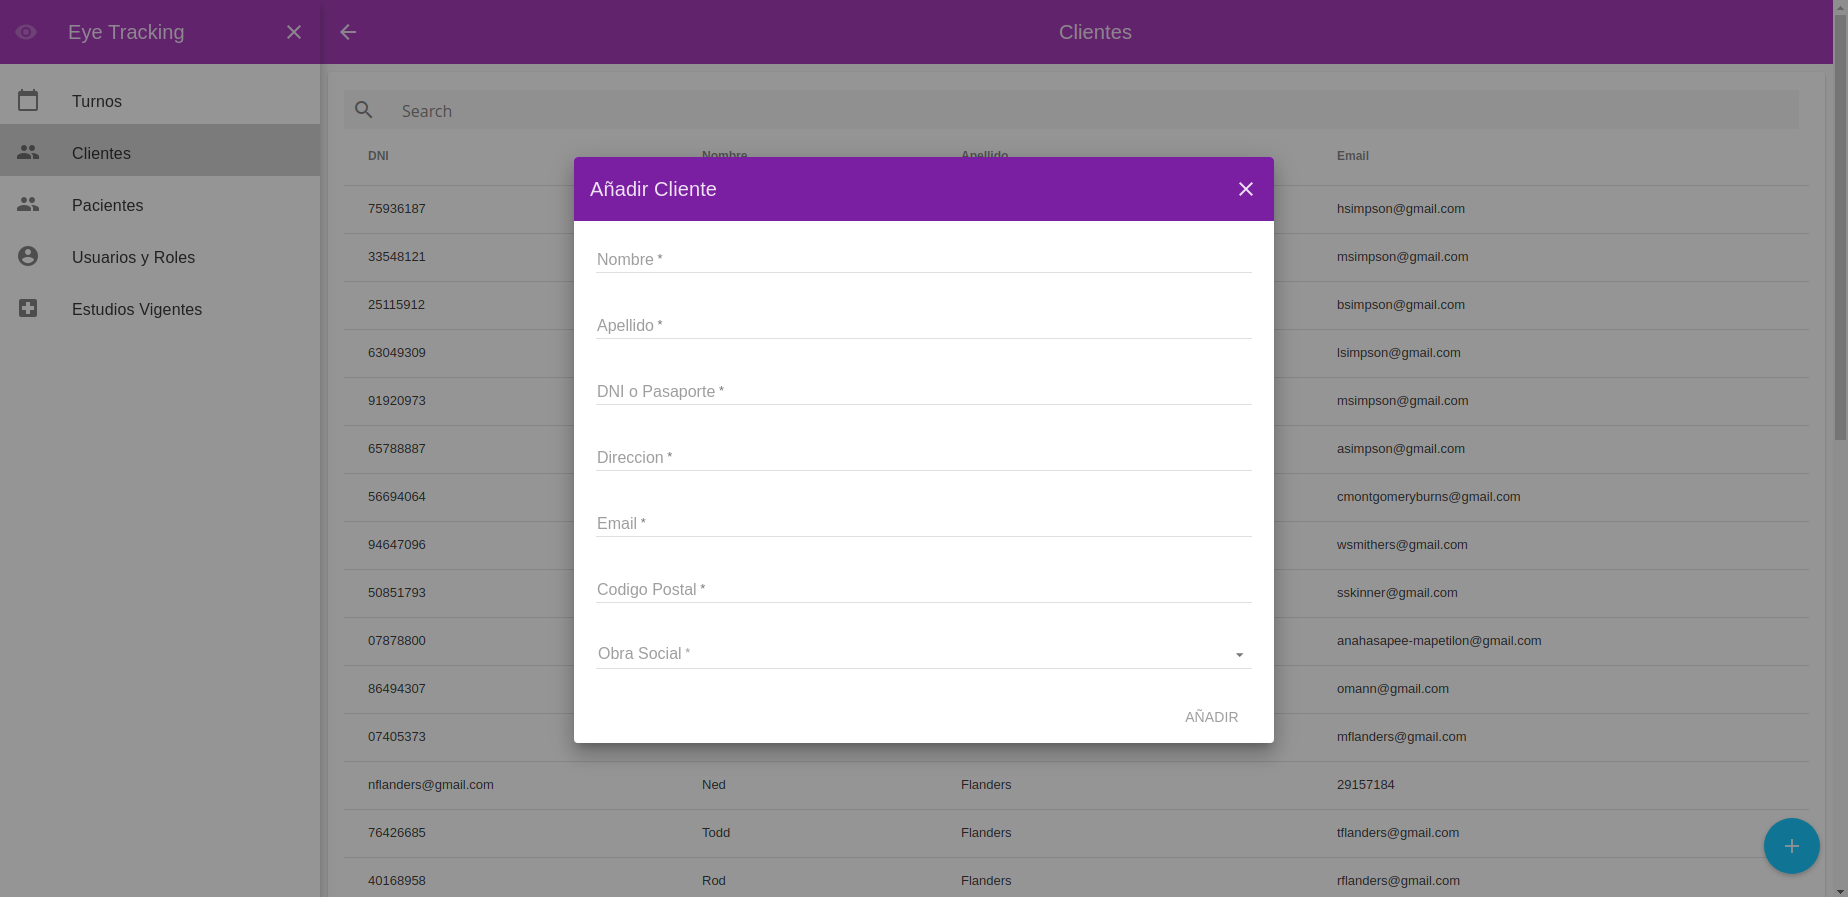 Eye Tracking
Clientes
Turnos
Clientes
Pacientes
Usuarios y Roles
Estudios Vigentes
Search
DNI Nombre Apellido Email
75936187 hsimpson@gmail.com
33548121 msimpson@gmail.com
25115912 bsimpson@gmail.com
63049309 lsimpson@gmail.com
91920973 msimpson@gmail.com
65788887 asimpson@gmail.com
56694064 cmontgomeryburns@gmail.com
94647096 wsmithers@gmail.com
50851793 sskinner@gmail.com
07878800 anahasapee-mapetilon@gmail.com
86494307 omann@gmail.com
07405373 mflanders@gmail.com
nflanders@gmail.com Ned Flanders 29157184
76426685 Todd Flanders tflanders@gmail.com
40168958 Rod Flanders rflanders@gmail.com
Añadir Cliente
Nombre *
Apellido *
DNI o Pasaporte *
Direccion *
Email *
Codigo Postal *
Obra Social *
AÑADIR